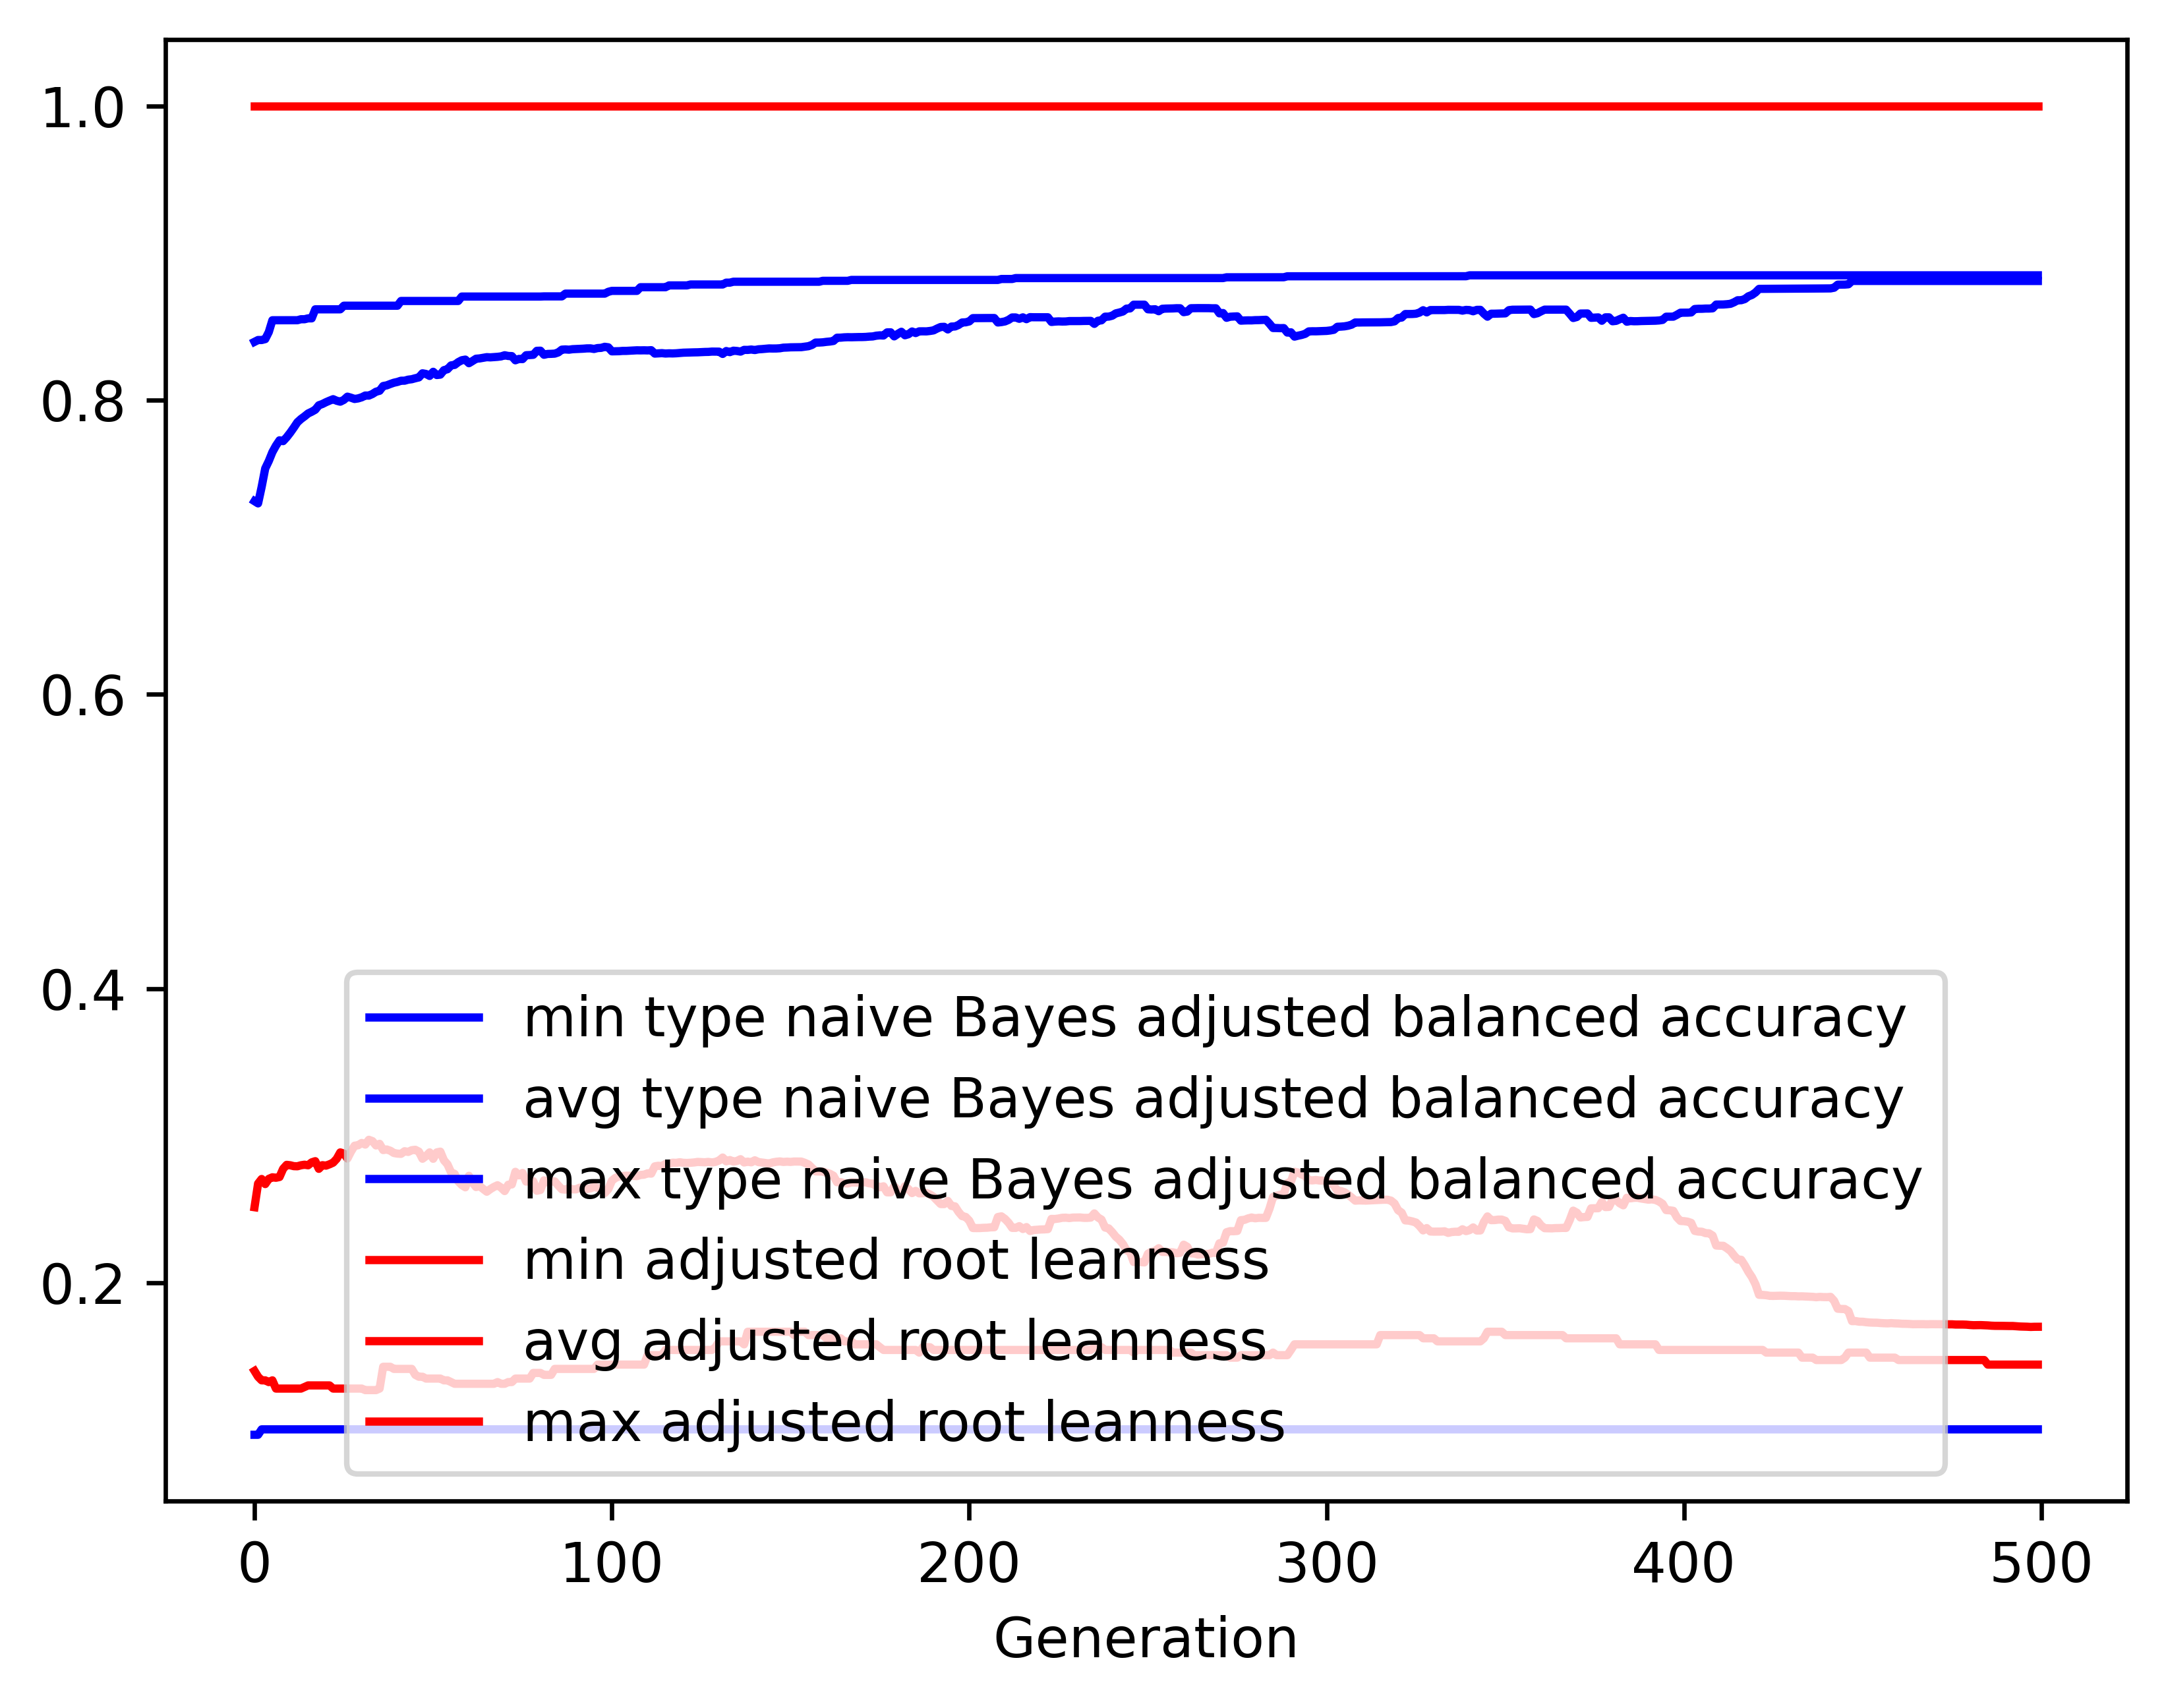 1.0
0.8
0.6
0.4
0.2
min type naive Bayes adjusted balanced accuracy
avg type naive Bayes adjusted balanced accuracy
max type naive Bayes adjusted balanced accuracy
min adjusted root leanness
avg adjusted root leanness
max adjusted root leanness
0 100 200 300 400 500
Generation